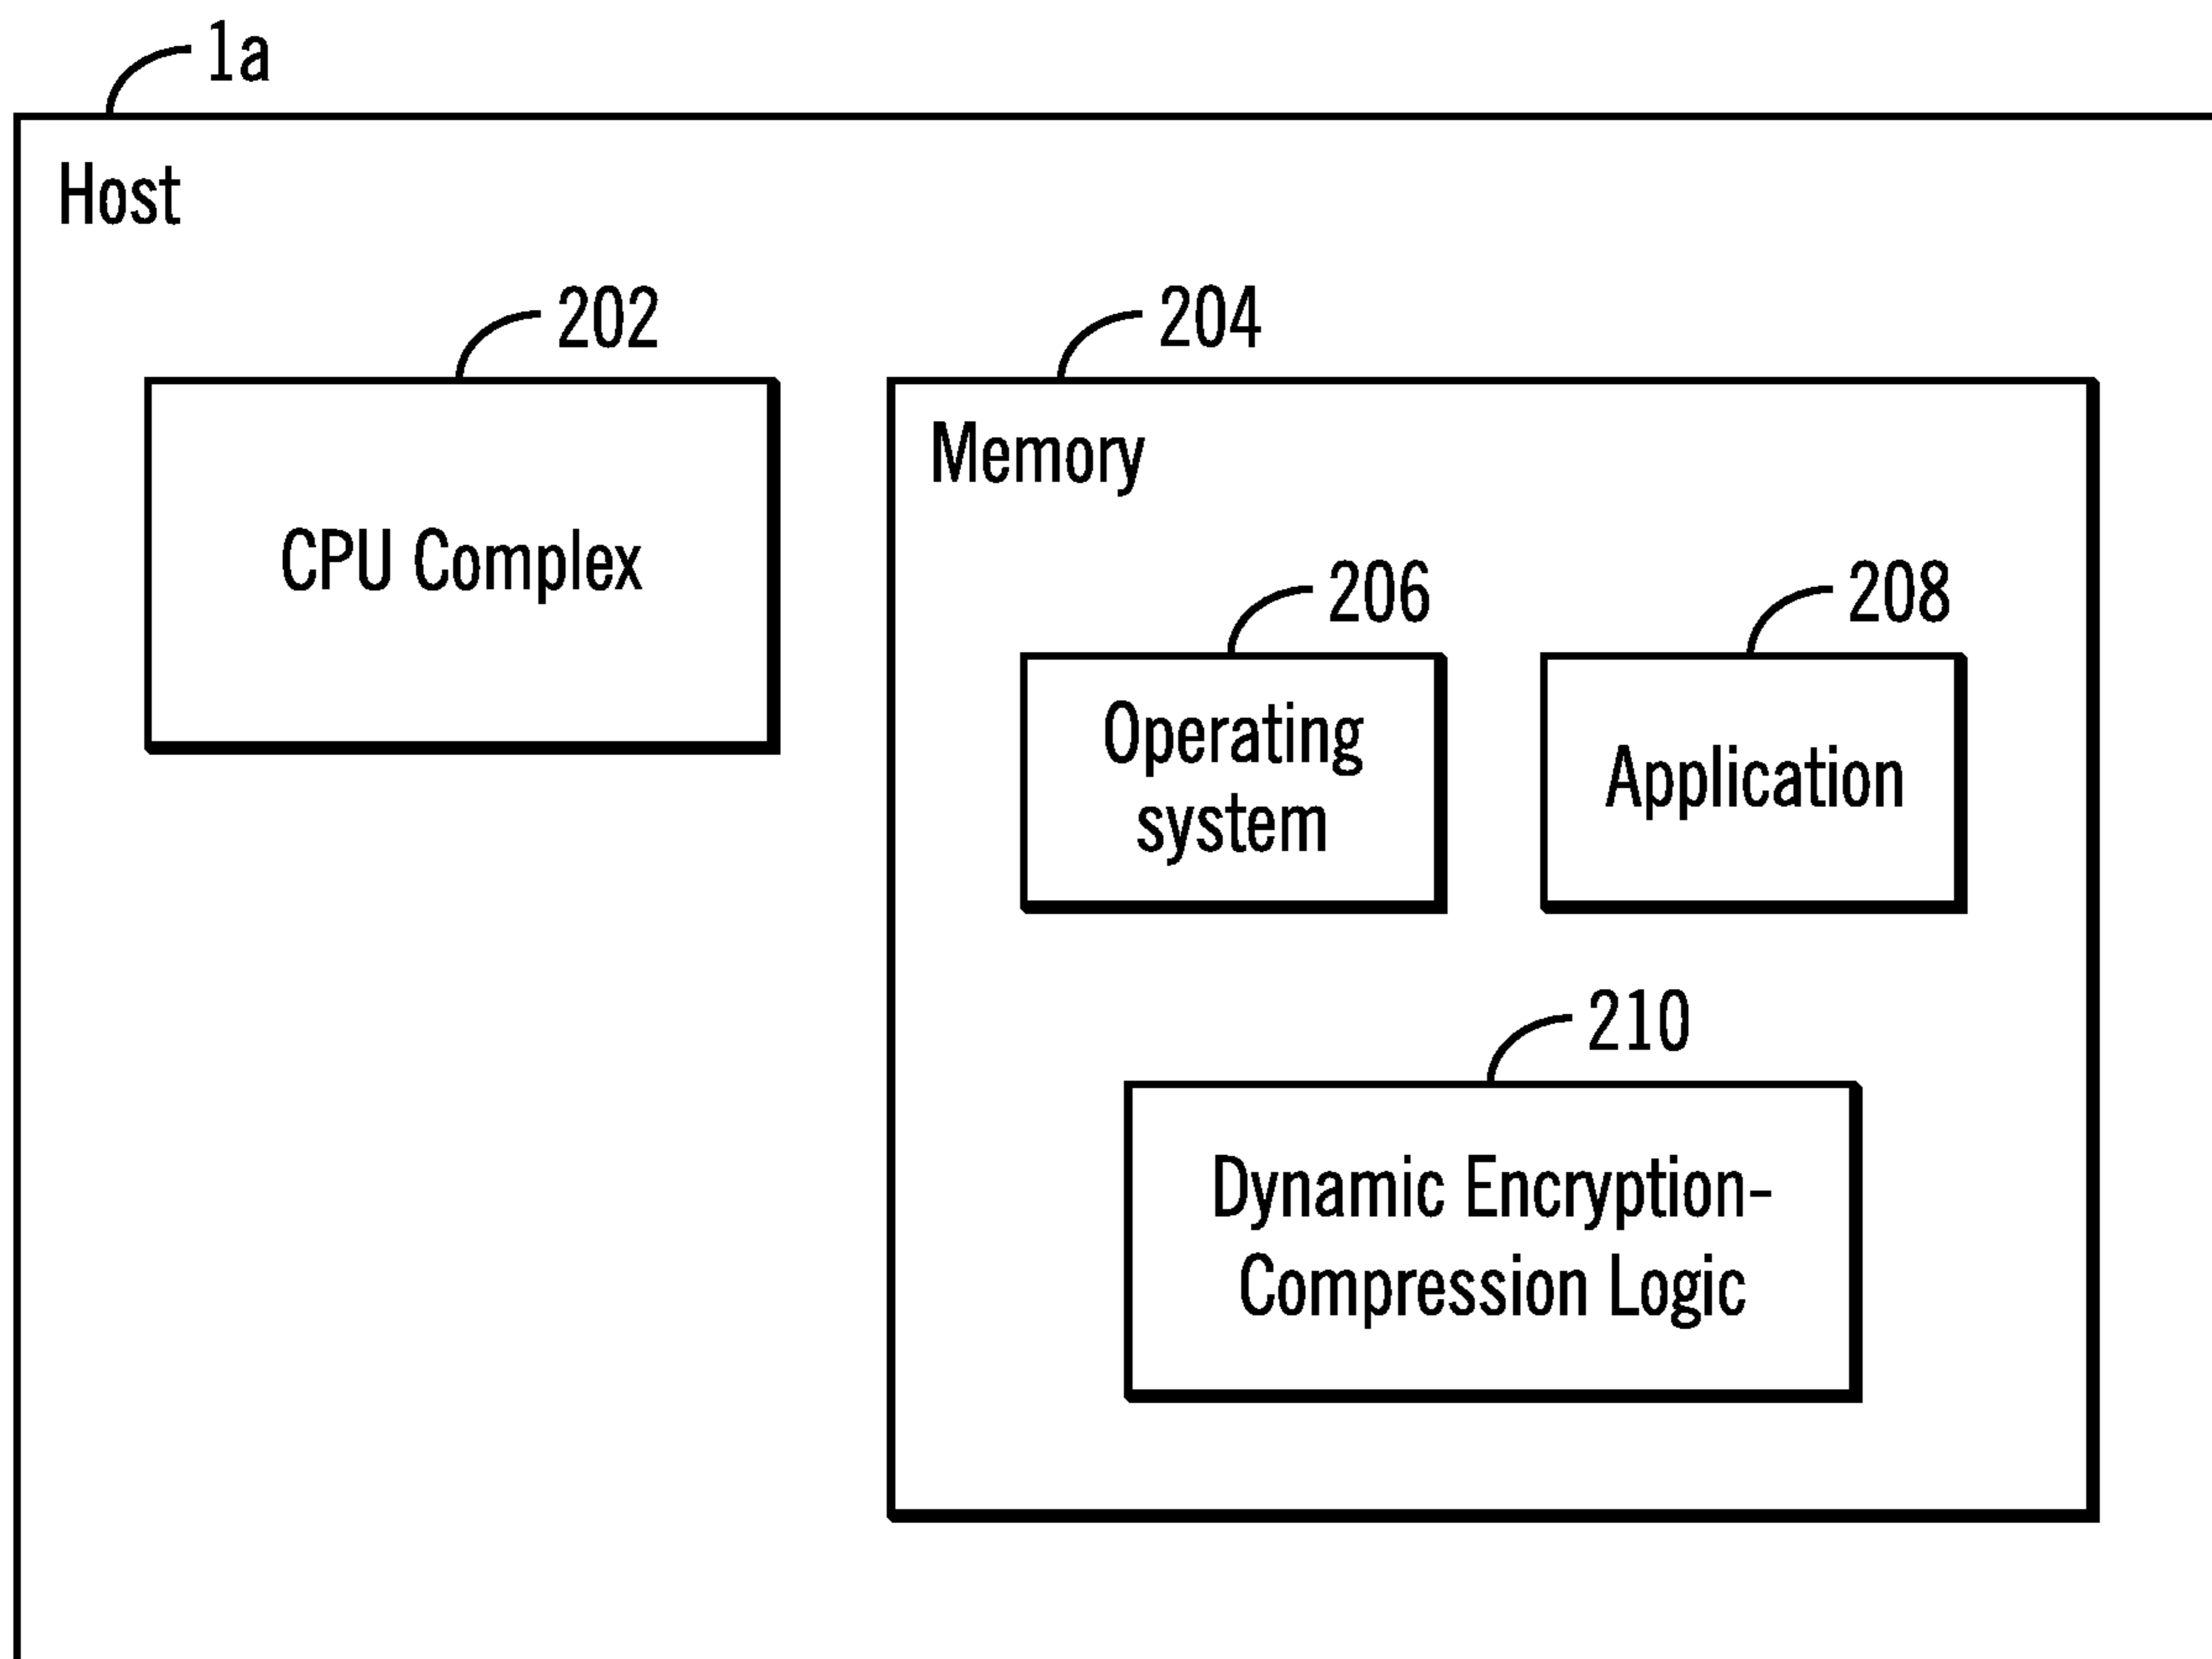 1a
Host
202
204
CPU Complex
Memory
206
208
Operating
system
Application
210
Dynamic Encryption-
Compression Logic